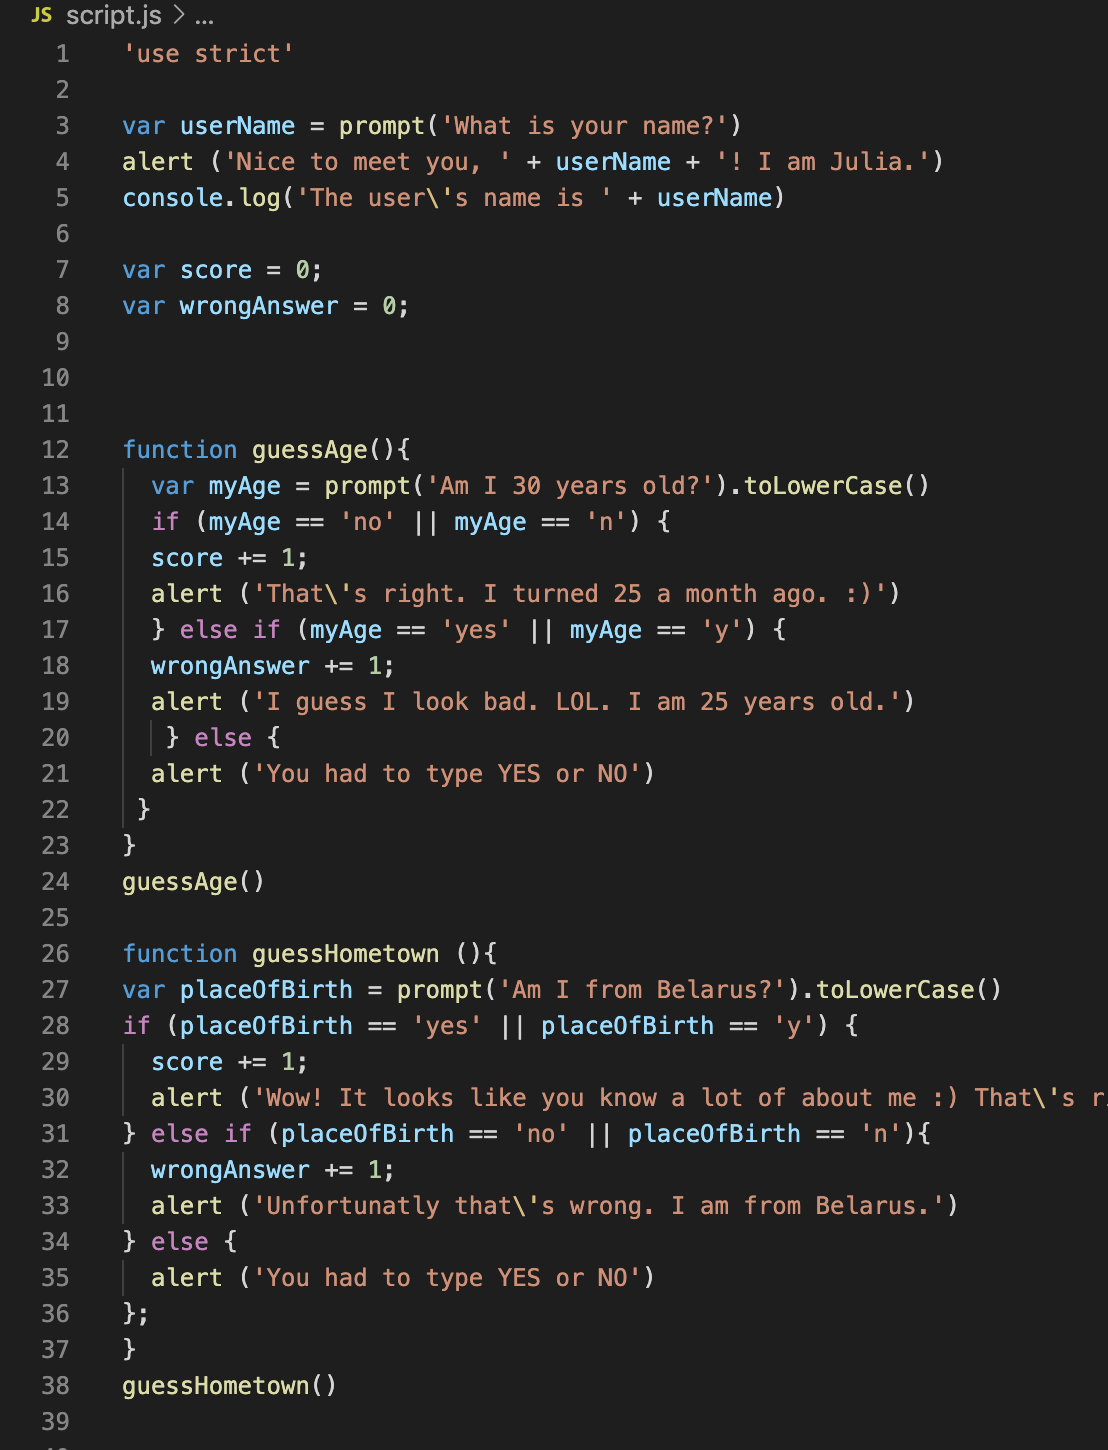 JS script.js > ...
1 'use strict'
2
3 var userName = prompt('What is your name?')
4 alert ('Nice to meet you, ' + userName + '! I am Julia.')
5 console.log('The user\'s name is ' + userName)
6
7 var score = 0;
8 var wrongAnswer = 0;
9
10
11
12 function guessAge(){
13   var myAge = prompt('Am I 30 years old?').toLowerCase()
14   if (myAge == 'no' || myAge == 'n') {
15   score += 1;
16   alert ('That\'s right. I turned 25 a month ago. :)')
17   } else if (myAge == 'yes' || myAge == 'y') {
18   wrongAnswer += 1;
19   alert ('I guess I look bad. LOL. I am 25 years old.')
20    } else {
21   alert ('You had to type YES or NO')
22  }
23 }
24 guessAge()
25
26 function guessHometown (){
27 var placeOfBirth = prompt('Am I from Belarus?').toLowerCase()
28 if (placeOfBirth == 'yes' || placeOfBirth == 'y') {
29   score += 1;
30   alert ('Wow! It looks like you know a lot of about me :) That\'s
31 } else if (placeOfBirth == 'no' || placeOfBirth == 'n'){
32   wrongAnswer += 1;
33   alert ('Unfortunatly that\'s wrong. I am from Belarus.')
34 } else {
35   alert ('You had to type YES or NO')
36 };
37 }
38 guessHometown()
39